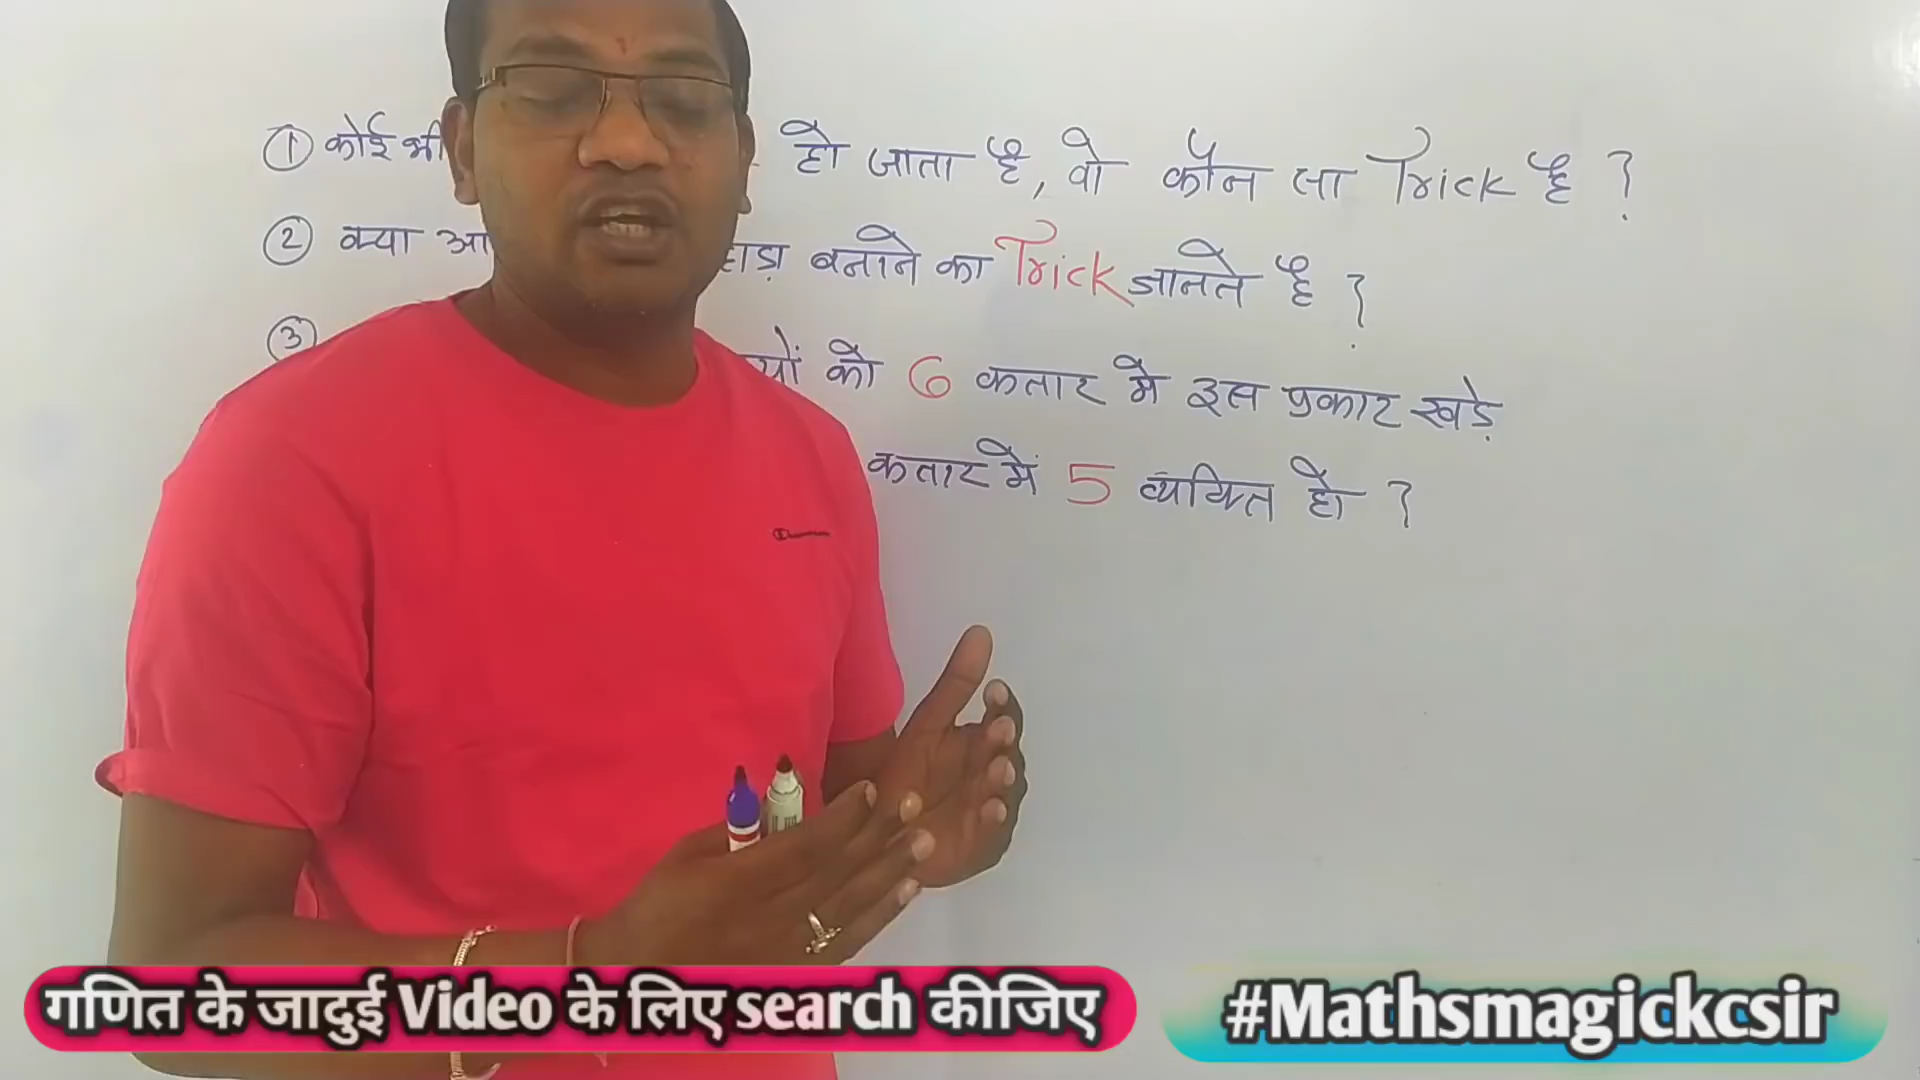 ① कोई भी हो जाता है, वो कौन सा Trick है ?
② क्या बनाने का Trick जानते है ?
③ को 6 कतार में इस प्रकार खड़े
कतार में 5 व्यक्ति हो ?
Champion
गणित के जादुई Video के लिए search कीजिए
#Mathsmagickcsir